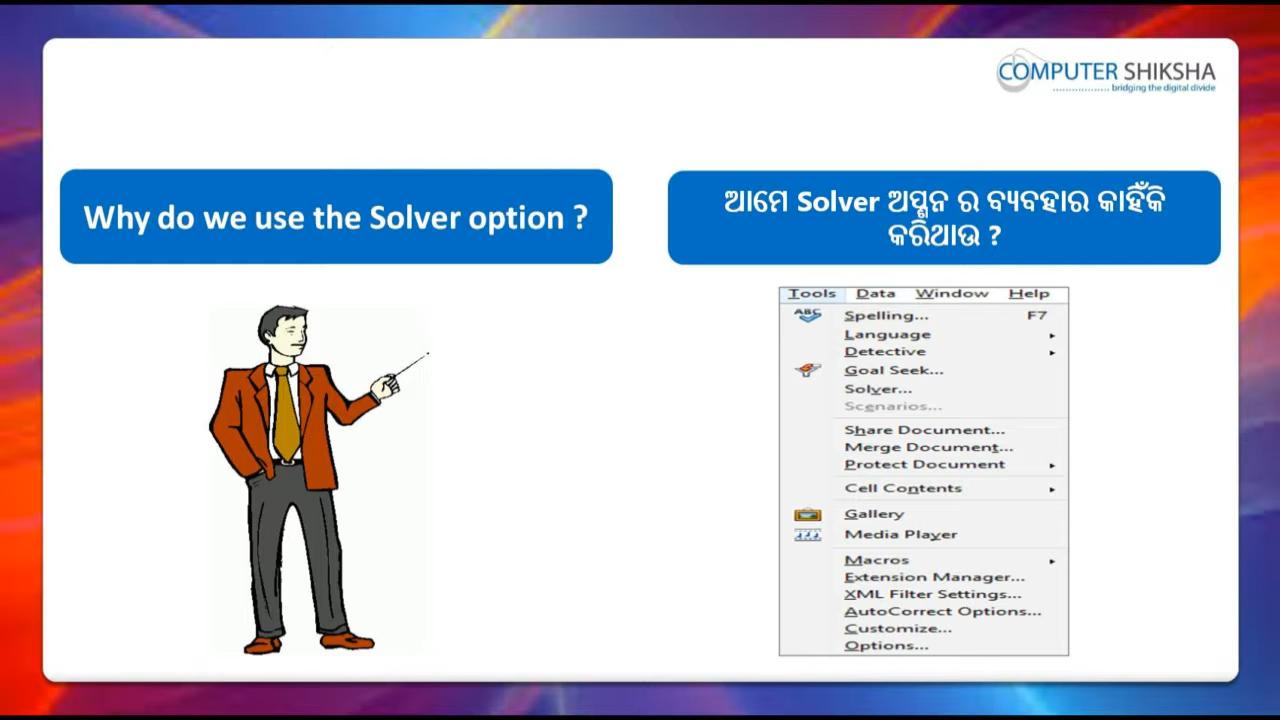 COMPUTER SHIKSHA
bridging the digital divide
Why do we use the Solver option ?
ଆମେ Solver ଅପ୍ଶନ ର ବ୍ୟବହାର କାହିଁକି
କରିଥାଉ ?
Tools Data Window Help
ABC Spelling... F7
Language
Detective
Goal Seek...
Solver...
Scenarios...
Share Document...
Merge Document...
Protect Document
Cell Contents
Gallery
Media Player
Macros
Extension Manager...
XML Filter Settings...
AutoCorrect Options...
Customize...
Options...